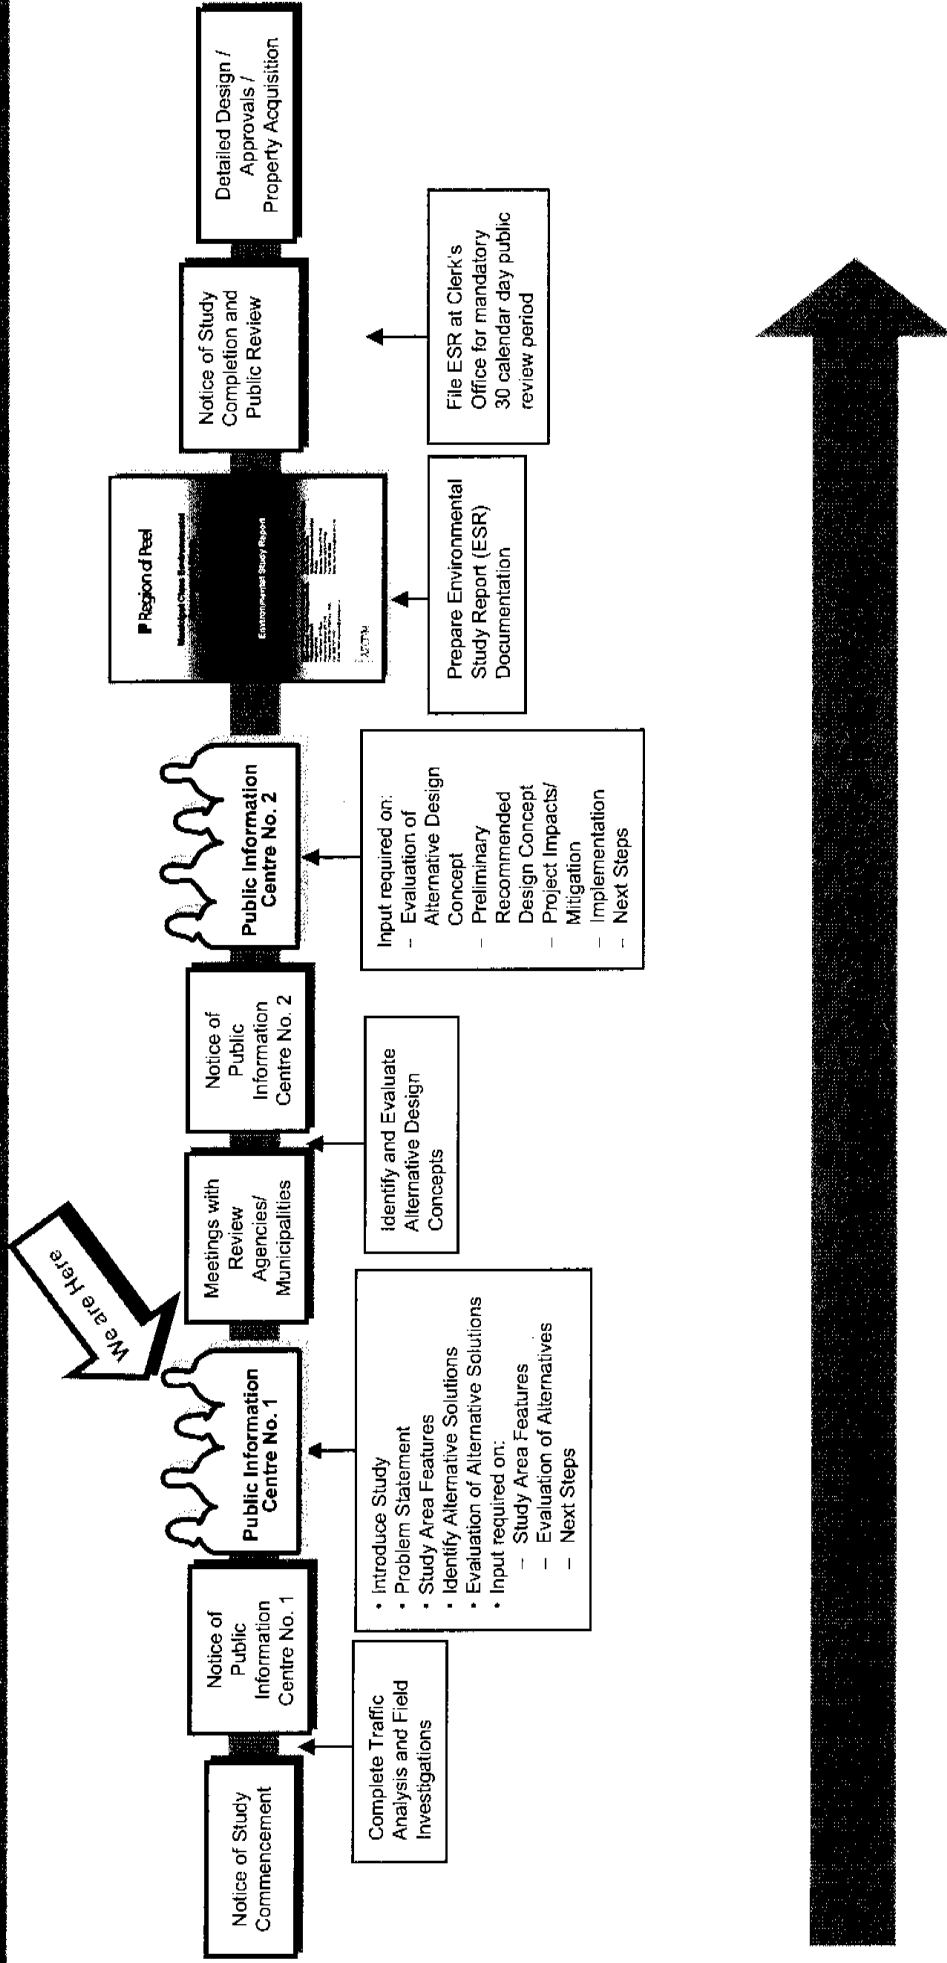 We are Here
Notice of Study
Commencement
Notice of
Public
Information
Centre No. 1
Public Information
Centre No. 1
Meetings with
Review
Agencies/
Municipalities
Notice of
Public
Information
Centre No. 2
Public Information
Centre No. 2
Region of Peel
Municipal Class Environmental
Environmental Study Report
Notice of Study
Completion and
Public Review
Detailed Design /
Approvals /
Property Acquisition
Complete Traffic
Analysis and Field
Investigations
• Introduce Study
• Problem Statement
• Study Area Features
• Identify Alternative Solutions
• Evaluation of Alternative Solutions
• Input required on:
– Study Area Features
– Evaluation of Alternatives
– Next Steps
Identify and Evaluate
Alternative Design
Concepts
Input required on:
– Evaluation of
Alternative Design
Concept
– Preliminary
Recommended
Design Concept
– Project Impacts/
Mitigation
– Implementation
– Next Steps
Prepare Environmental
Study Report (ESR)
Documentation
File ESR at Clerk's
Office for mandatory
30 calendar day public
review period